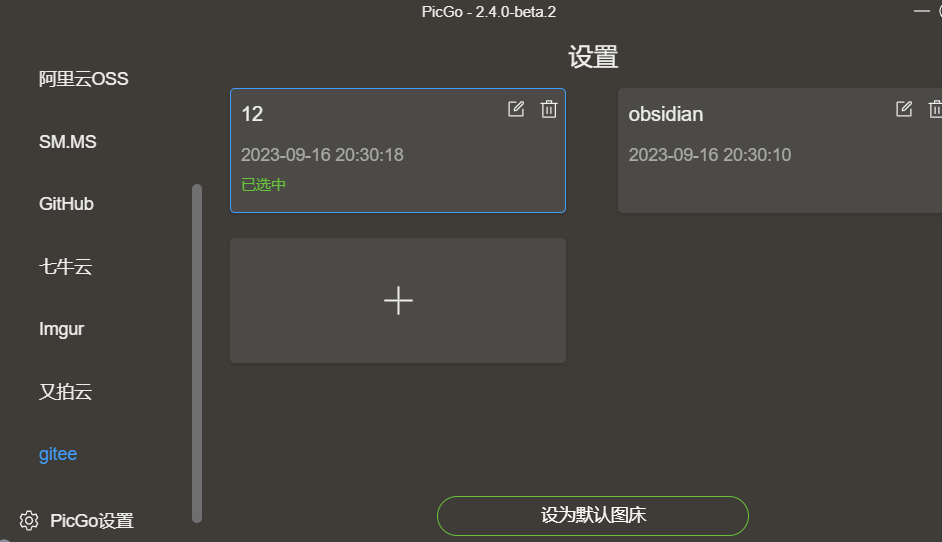 PicGo - 2.4.0-beta.2
设置
阿里云OSS
SM.MS
GitHub
七牛云
Imgur
又拍云
gitee
PicGo设置
12
2023-09-16 20:30:18
已选中
obsidian
2023-09-16 20:30:10
设为默认图床